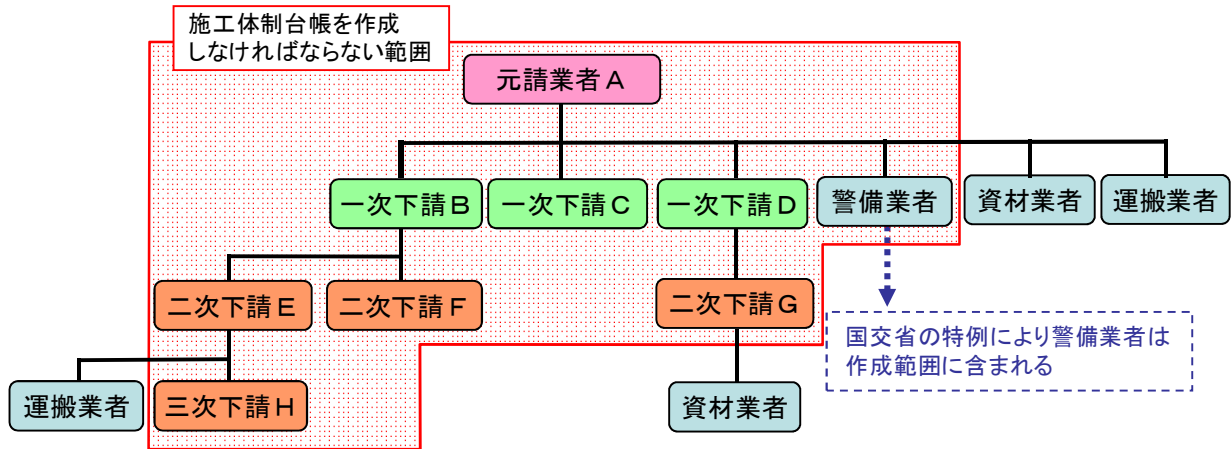 施工体制台帳を作成
しなければならない範囲
元請業者A
一次下請B
一次下請C
一次下請D
警備業者
資材業者
運搬業者
二次下請E
二次下請F
二次下請G
国交省の特例により警備業者は
作成範囲に含まれる
運搬業者
三次下請H
資材業者